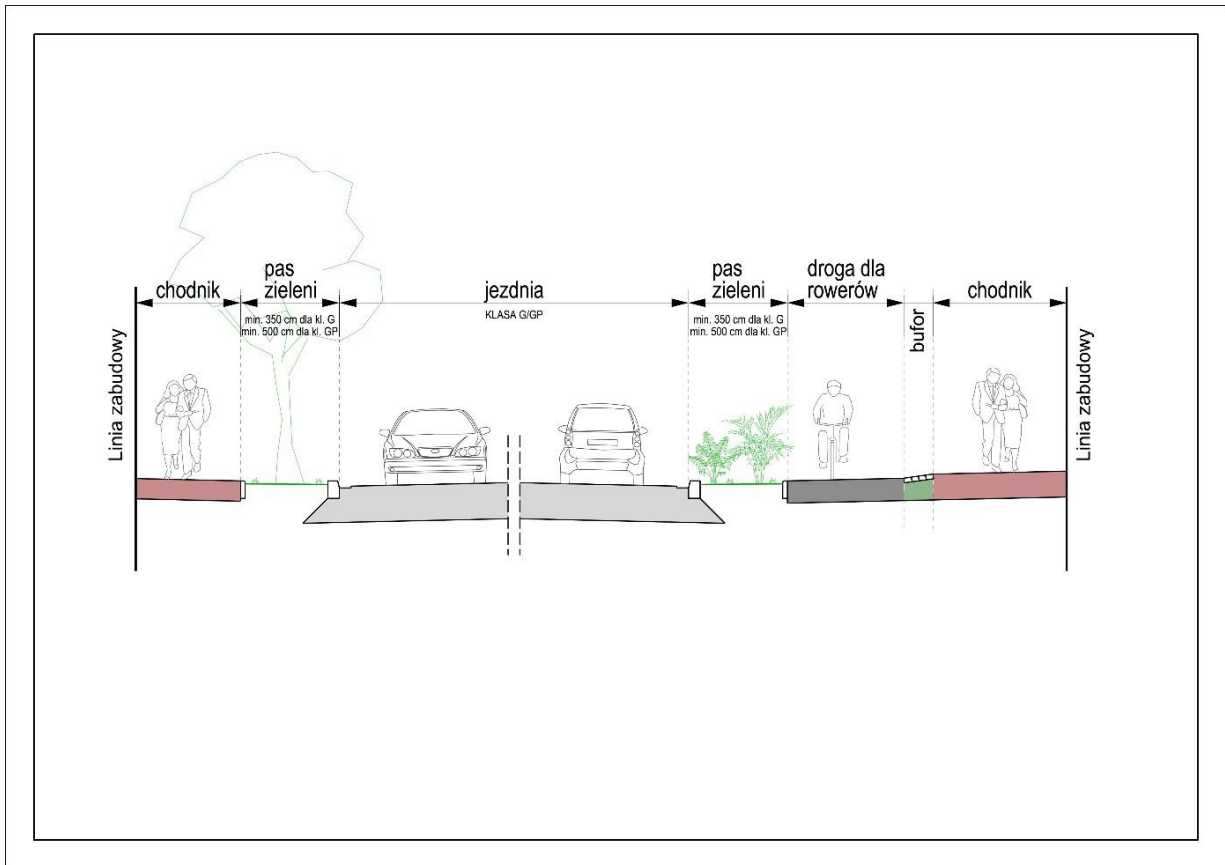 Linia zabudowy
chodnik
pas
zieleni
min. 350 cm dla kl. G
min. 500 cm dla kl. GP
jezdnia
KLASA G/GP
pas
zieleni
min. 350 cm dla kl. G
min. 500 cm dla kl. GP
droga dla
rowerów
bufor
chodnik
Linia zabudowy